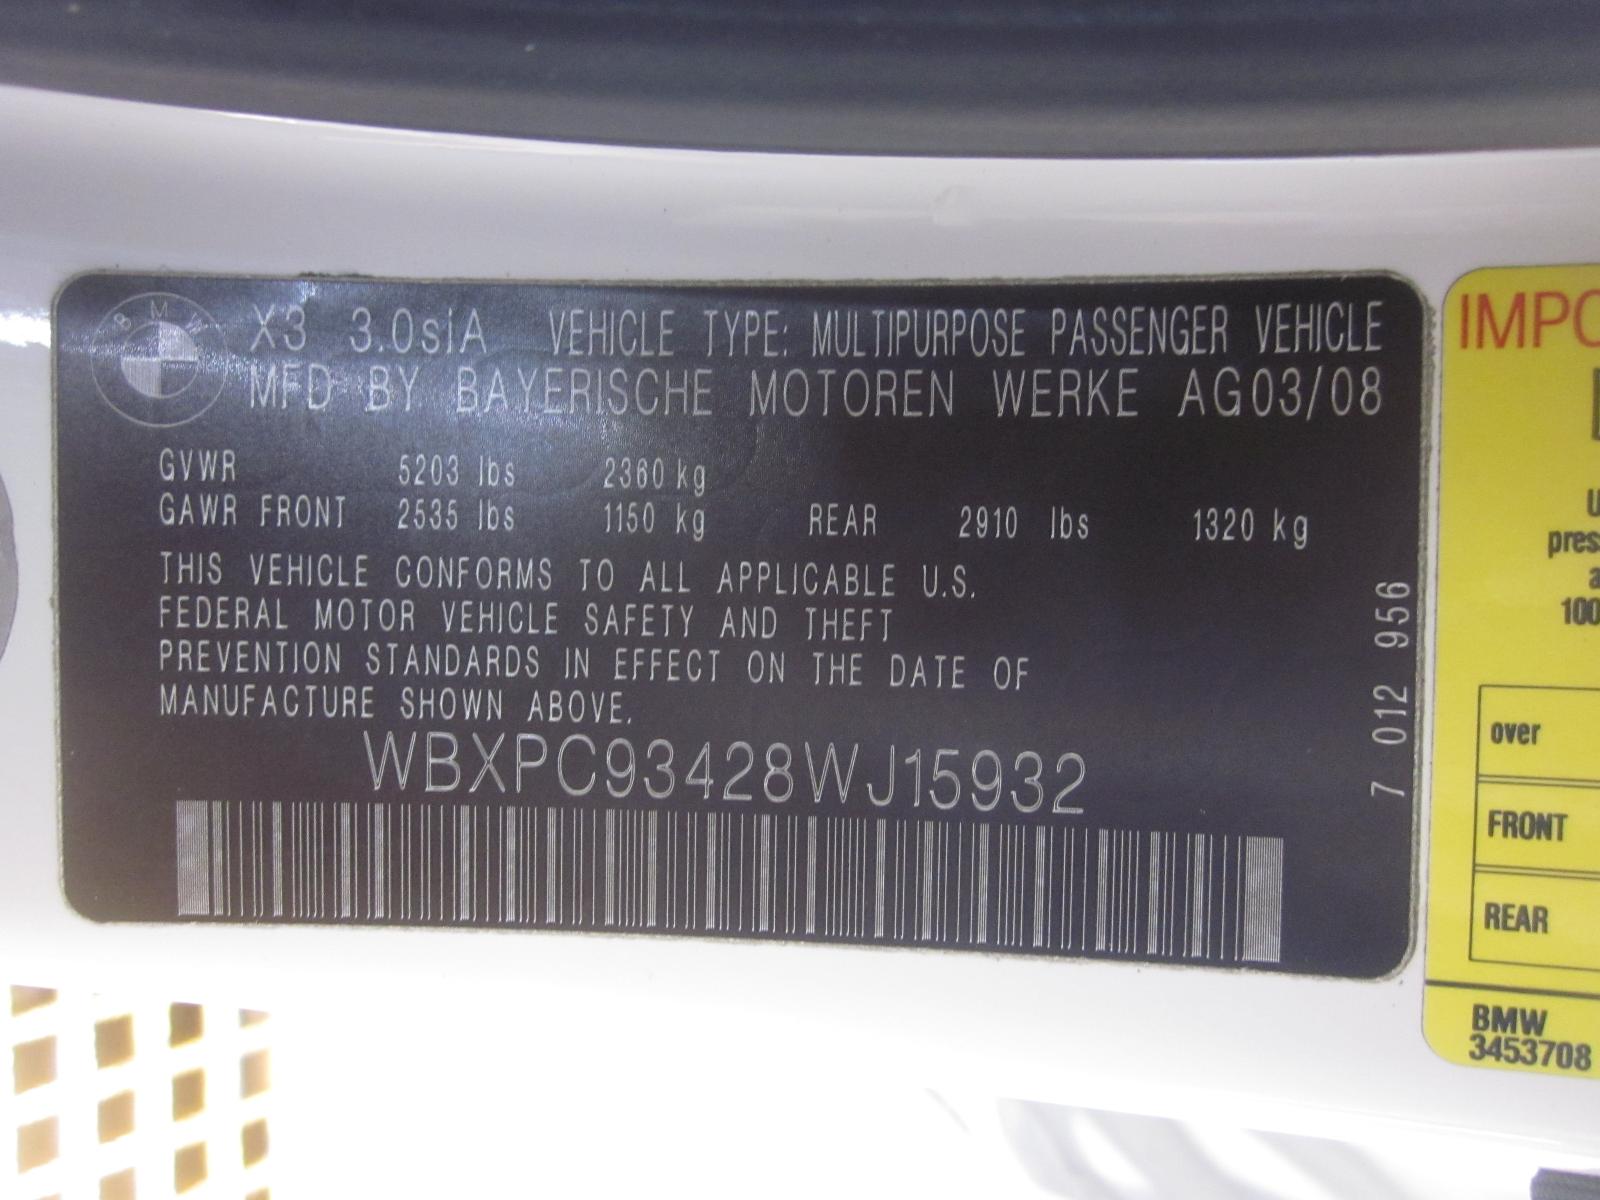 BMW
X3 3.0siA VEHICLE TYPE: MULTIPURPOSE PASSENGER VEHICLE
MFD BY BAYERISCHE MOTOREN WERKE AG03/08
GVWR 5203 lbs 2360 kg
GAWR FRONT 2535 lbs 1150 kg REAR 2910 lbs 1320 kg
THIS VEHICLE CONFORMS TO ALL APPLICABLE U.S.
FEDERAL MOTOR VEHICLE SAFETY AND THEFT
PREVENTION STANDARDS IN EFFECT ON THE DATE OF
MANUFACTURE SHOWN ABOVE.
WBXPC93428WJ15932
7 012 956
IMPO
pres
100
over
FRONT
REAR
BMW
3453708